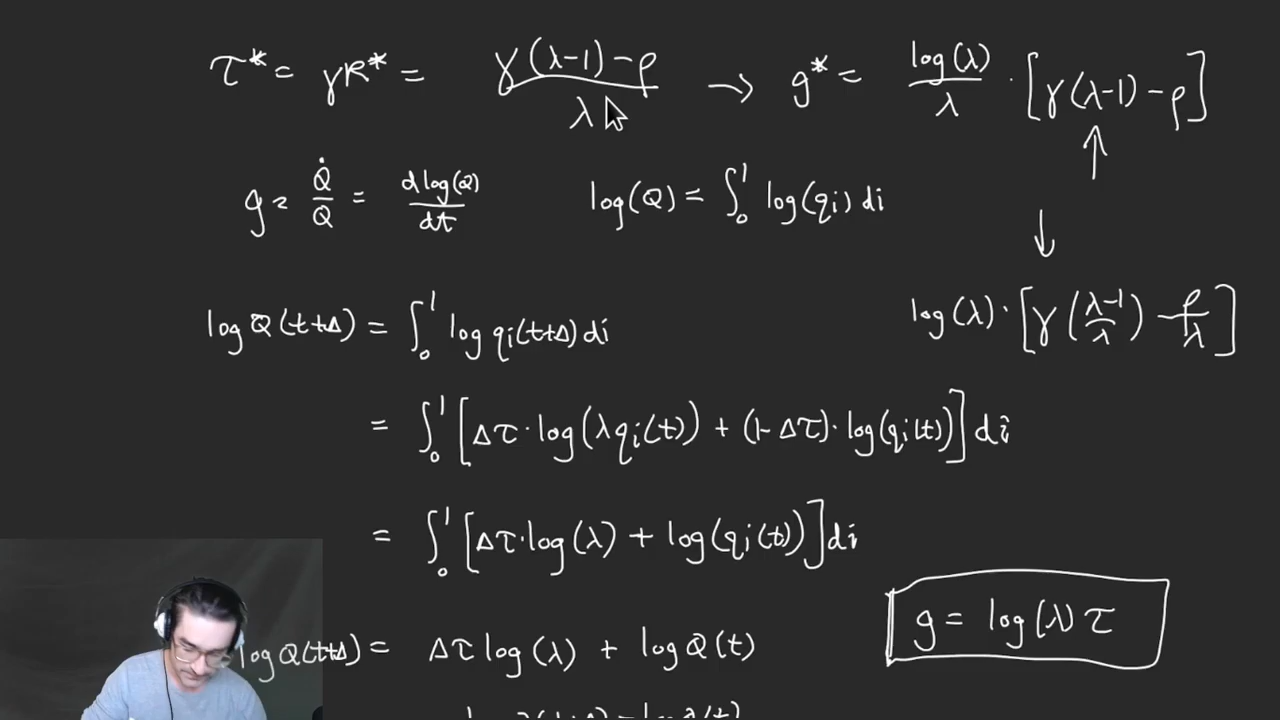 τ* = γR* = γ(λ-1)-ρ / λ → g* = log(λ)/λ · [γ(λ-1)-ρ]
g = Q̇/Q = dlog(Q)/dt log(Q) = ∫₀¹ log(qi) di
log Q(t+Δ) = ∫₀¹ log qi(t+Δ) di
log(λ)· [γ(λ-1/λ) - ρ/λ]
= ∫₀¹ [Δτ·log(λqi(t)) + (1-Δτ)·log(qi(t))] di
= ∫₀¹ [Δτ·log(λ) + log(qi(t))] di
g = log(λ) τ
log Q(t+Δ) = Δτ log(λ) + log Q(t)